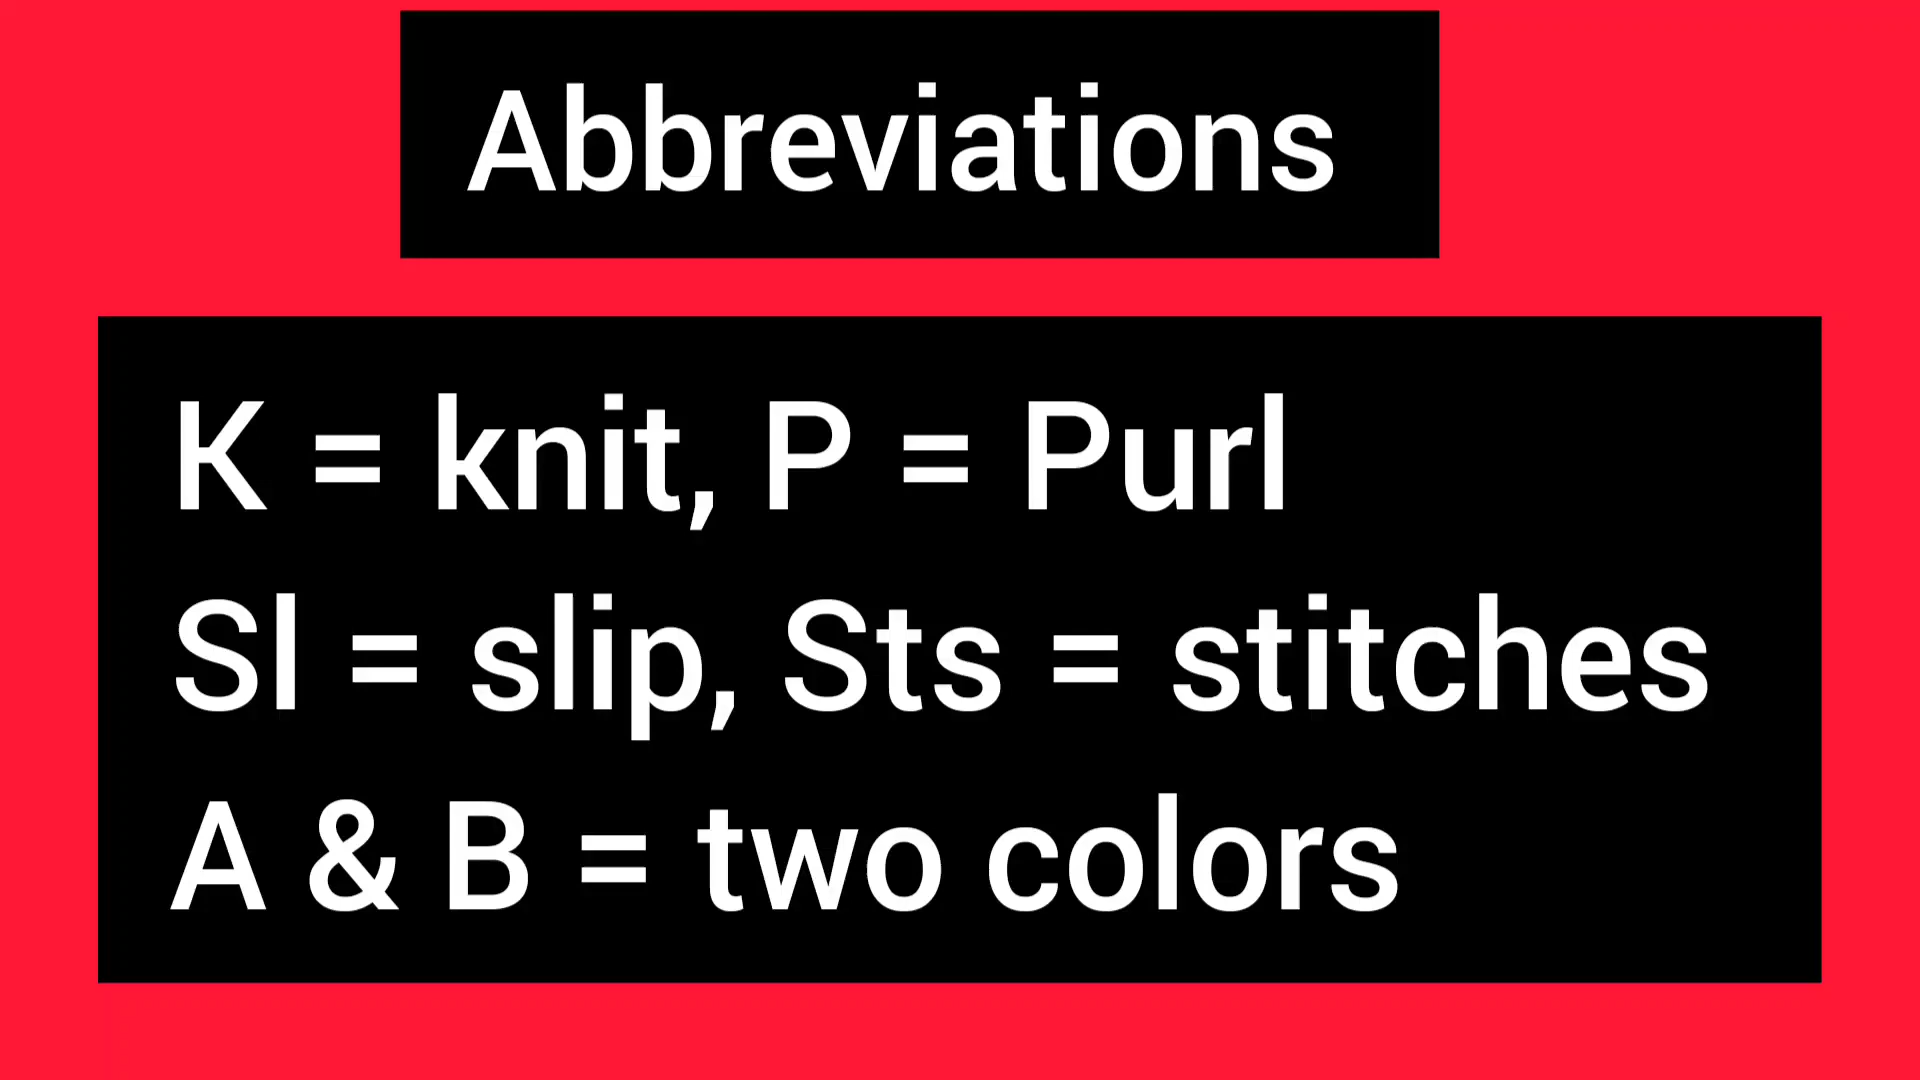 Abbreviations
K = knit, P = Purl
Sl = slip, Sts = stitches
A & B = two colors